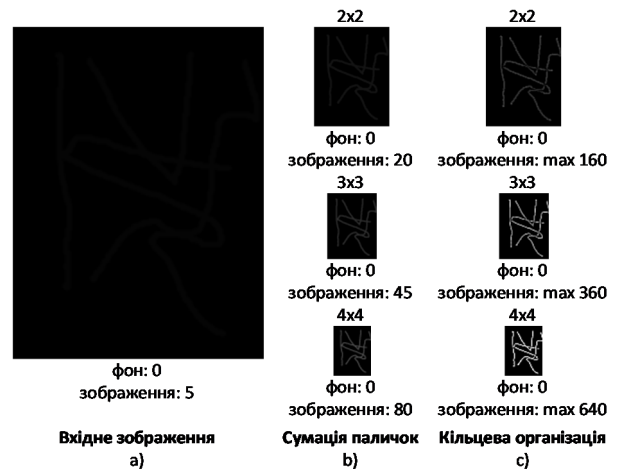 2x2
2x2
фон: 0
зображення: 20
фон: 0
зображення: max 160
3x3
3x3
фон: 0
зображення: 45
фон: 0
зображення: max 360
4x4
4x4
фон: 0
зображення: 5
фон: 0
зображення: 80
фон: 0
зображення: max 640
Вхідне зображення
a)
Сумація паличок
b)
Кільцева організація
c)